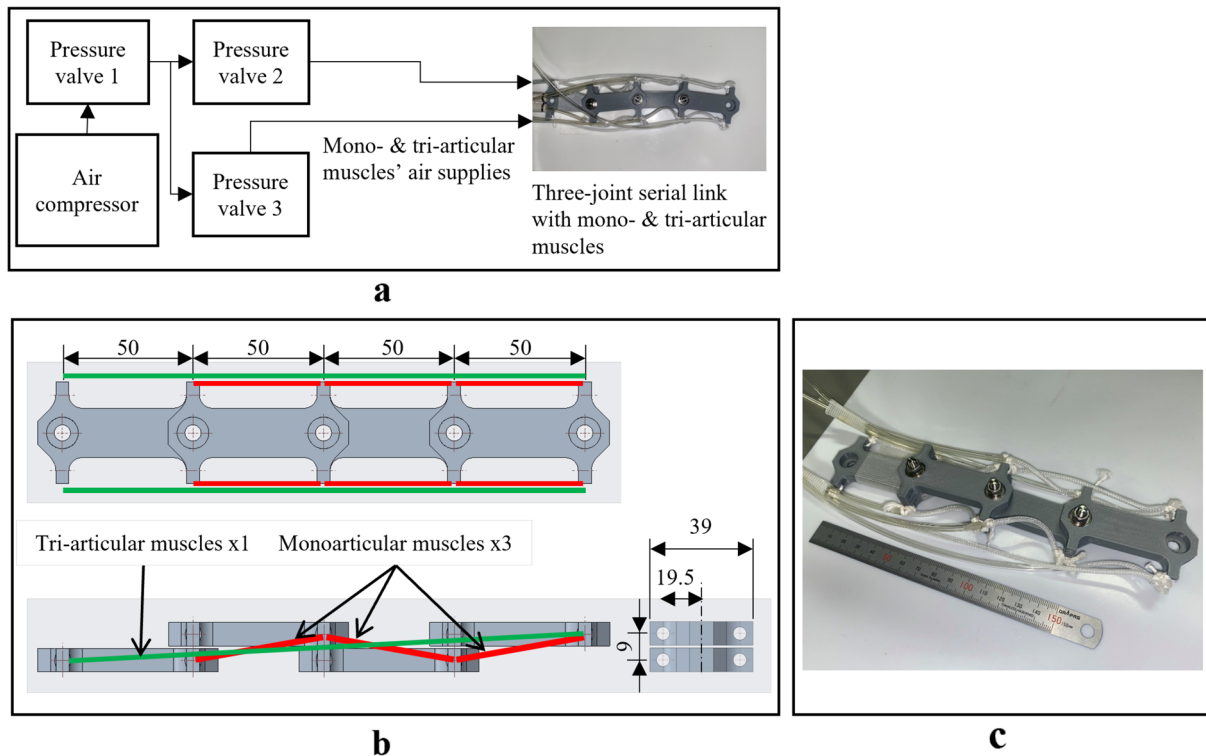 Pressure
valve 1
Pressure
valve 2
Air
compressor
Pressure
valve 3
Mono- & tri-articular
muscles’ air supplies
Three-joint serial link
with mono- & tri-articular
muscles
a
50 50 50 50
Tri-articular muscles x1
Monoarticular muscles x3
39
19.5
9
b
100
150
c